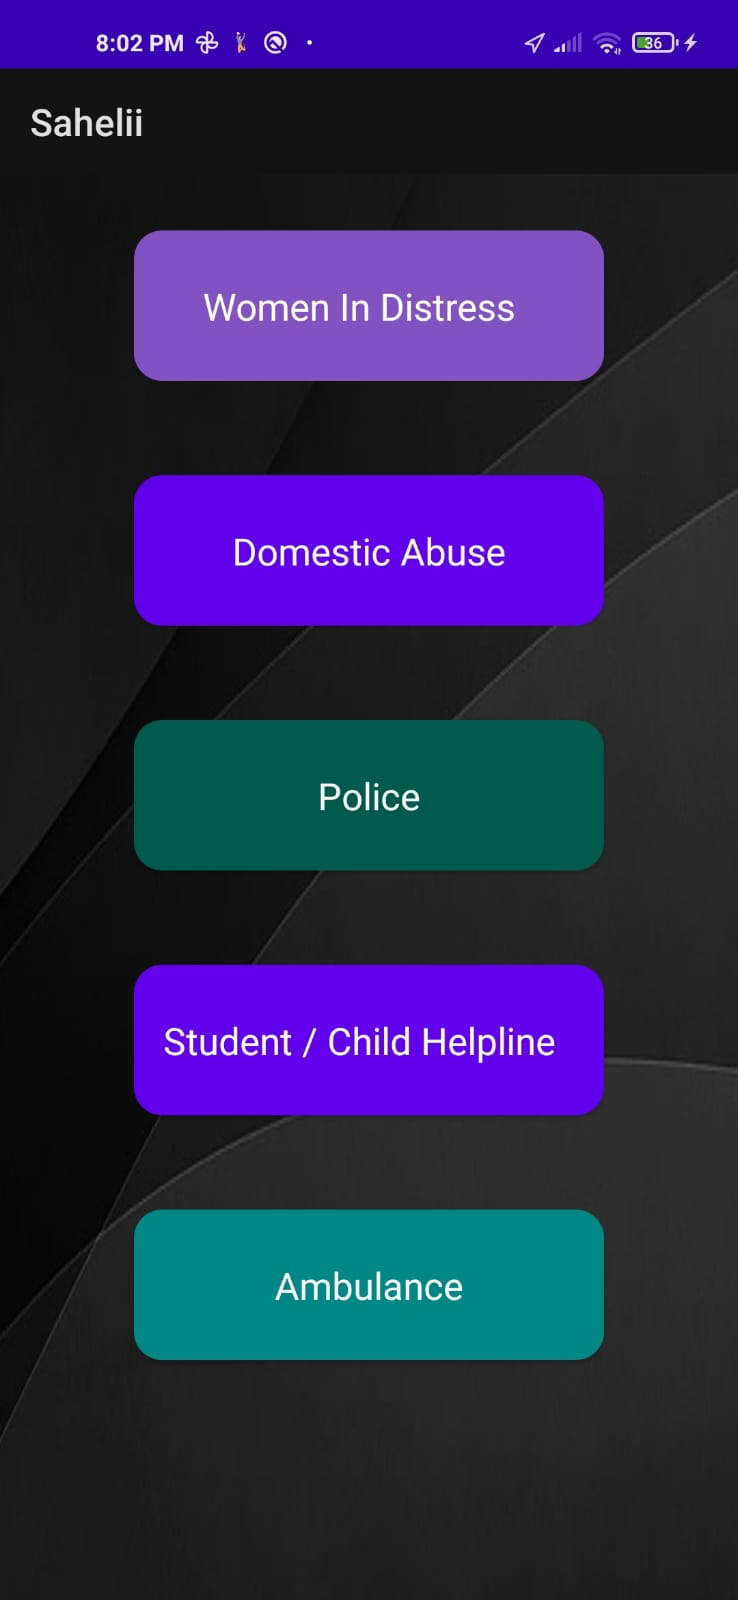 8:02 PM
36
Sahelii
Women In Distress
Domestic Abuse
Police
Student / Child Helpline
Ambulance